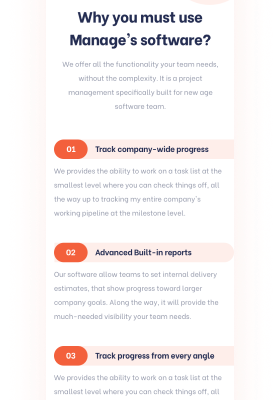 Why you must use
Manage's software?
We offer all the functionality your team needs,
without the complexity. It is a project
management specifically built for new age
software team.
01 Track company-wide progress
We provides the ability to work on a task list at the
smallest level where you can check things off, all
the way up to tracking my entire company's
working pipeline at the milestone level.
02 Advanced Built-in reports
Our software allow teams to set internal delivery
estimates, that show progress toward larger
company goals. Along the way, it will provide the
much-needed visibility your team needs.
03 Track progress from every angle
We provides the ability to work on a task list at the
smallest level where you can check things off, all